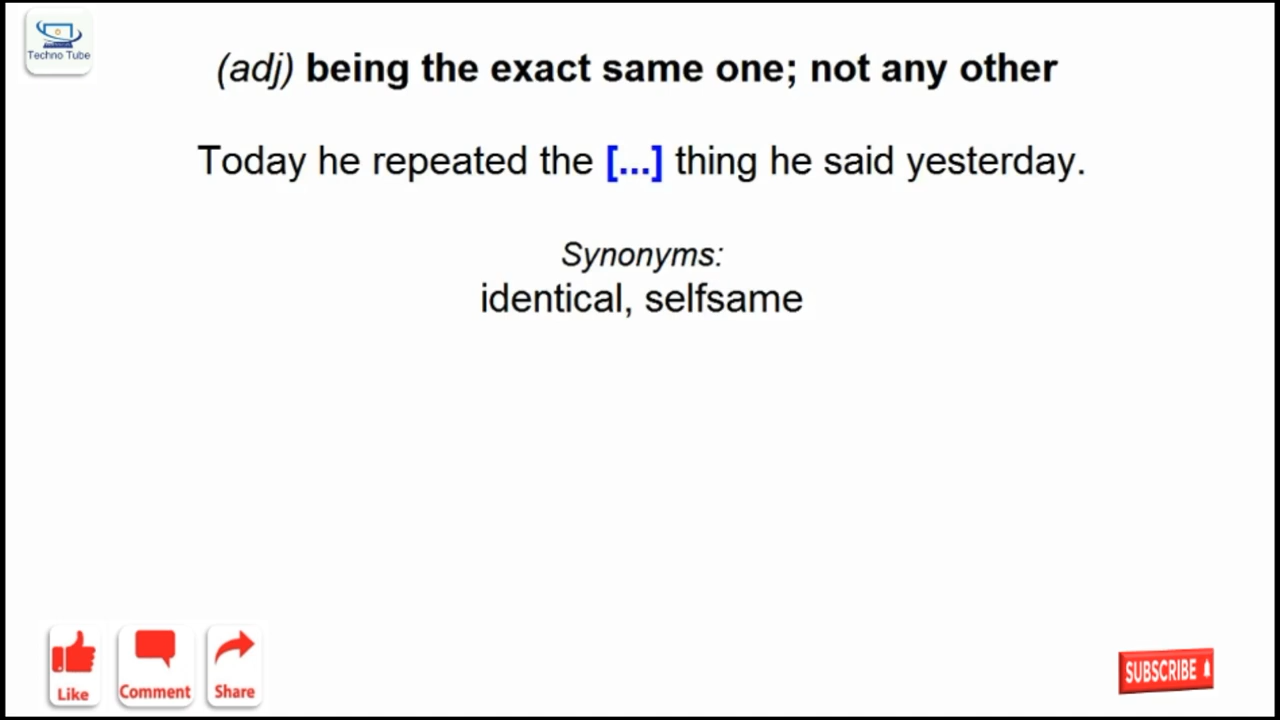 Techno Tube
(adj) being the exact same one; not any other
Today he repeated the [...] thing he said yesterday.
Synonyms:
identical, selfsame
Like
Comment
Share
SUBSCRIBE